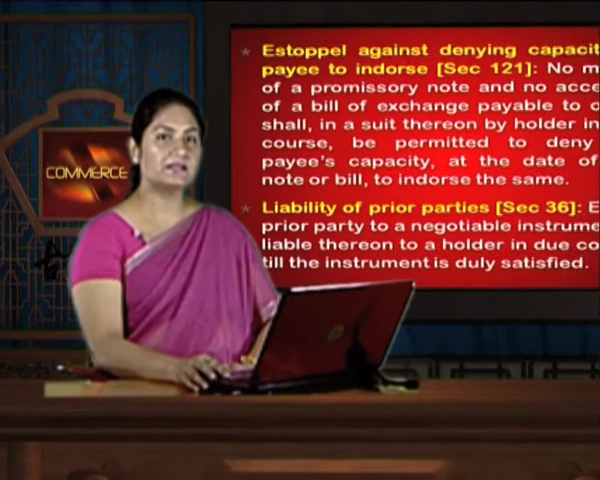 COMMERCE
* Estoppel against denying capacit
payee to indorse [Sec 121]: No m
of a promissory note and no acce
of a bill of exchange payable to o
shall, in a suit thereon by holder in
course, be permitted to deny
payee's capacity, at the date of
note or bill, to indorse the same.
* Liability of prior parties [Sec 36]: E
prior party to a negotiable instrume
liable thereon to a holder in due co
till the instrument is duly satisfied.